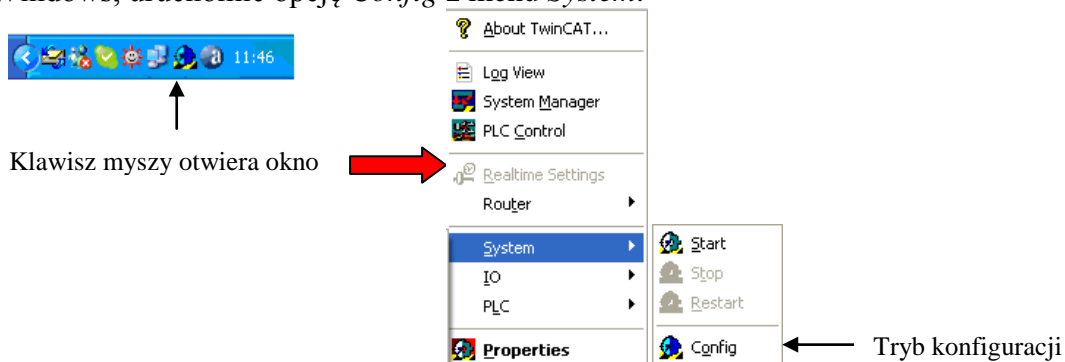 Windows, uruchomić opcję Config z menu System.
About TwinCAT...
11:46
Log View
System Manager
PLC Control
Klawisz myszy otwiera okno
Realtime Settings
Router
System
Start
IO
Stop
PLC
Restart
Properties
Config
Tryb konfiguracji